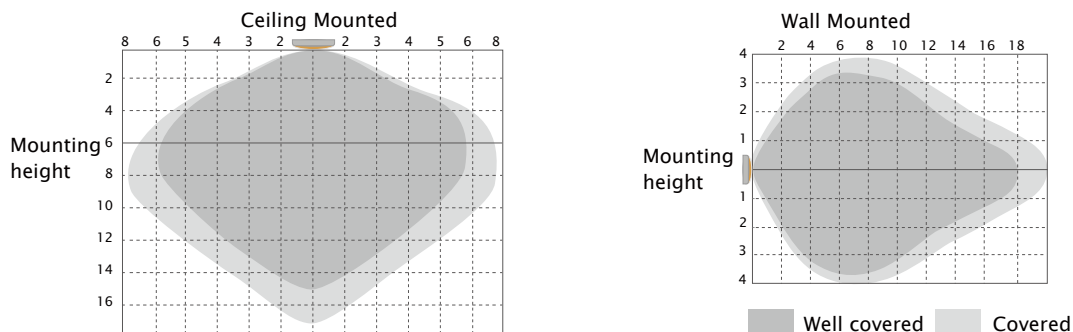 Ceiling Mounted
8 6 5 4 3 2 2 3 4 5 6 8
2
4
6
8
10
12
14
16
Mounting
height
Wall Mounted
2 4 6 8 10 12 14 16 18
4
3
2
1
1
2
3
4
Mounting
height
Well covered
Covered